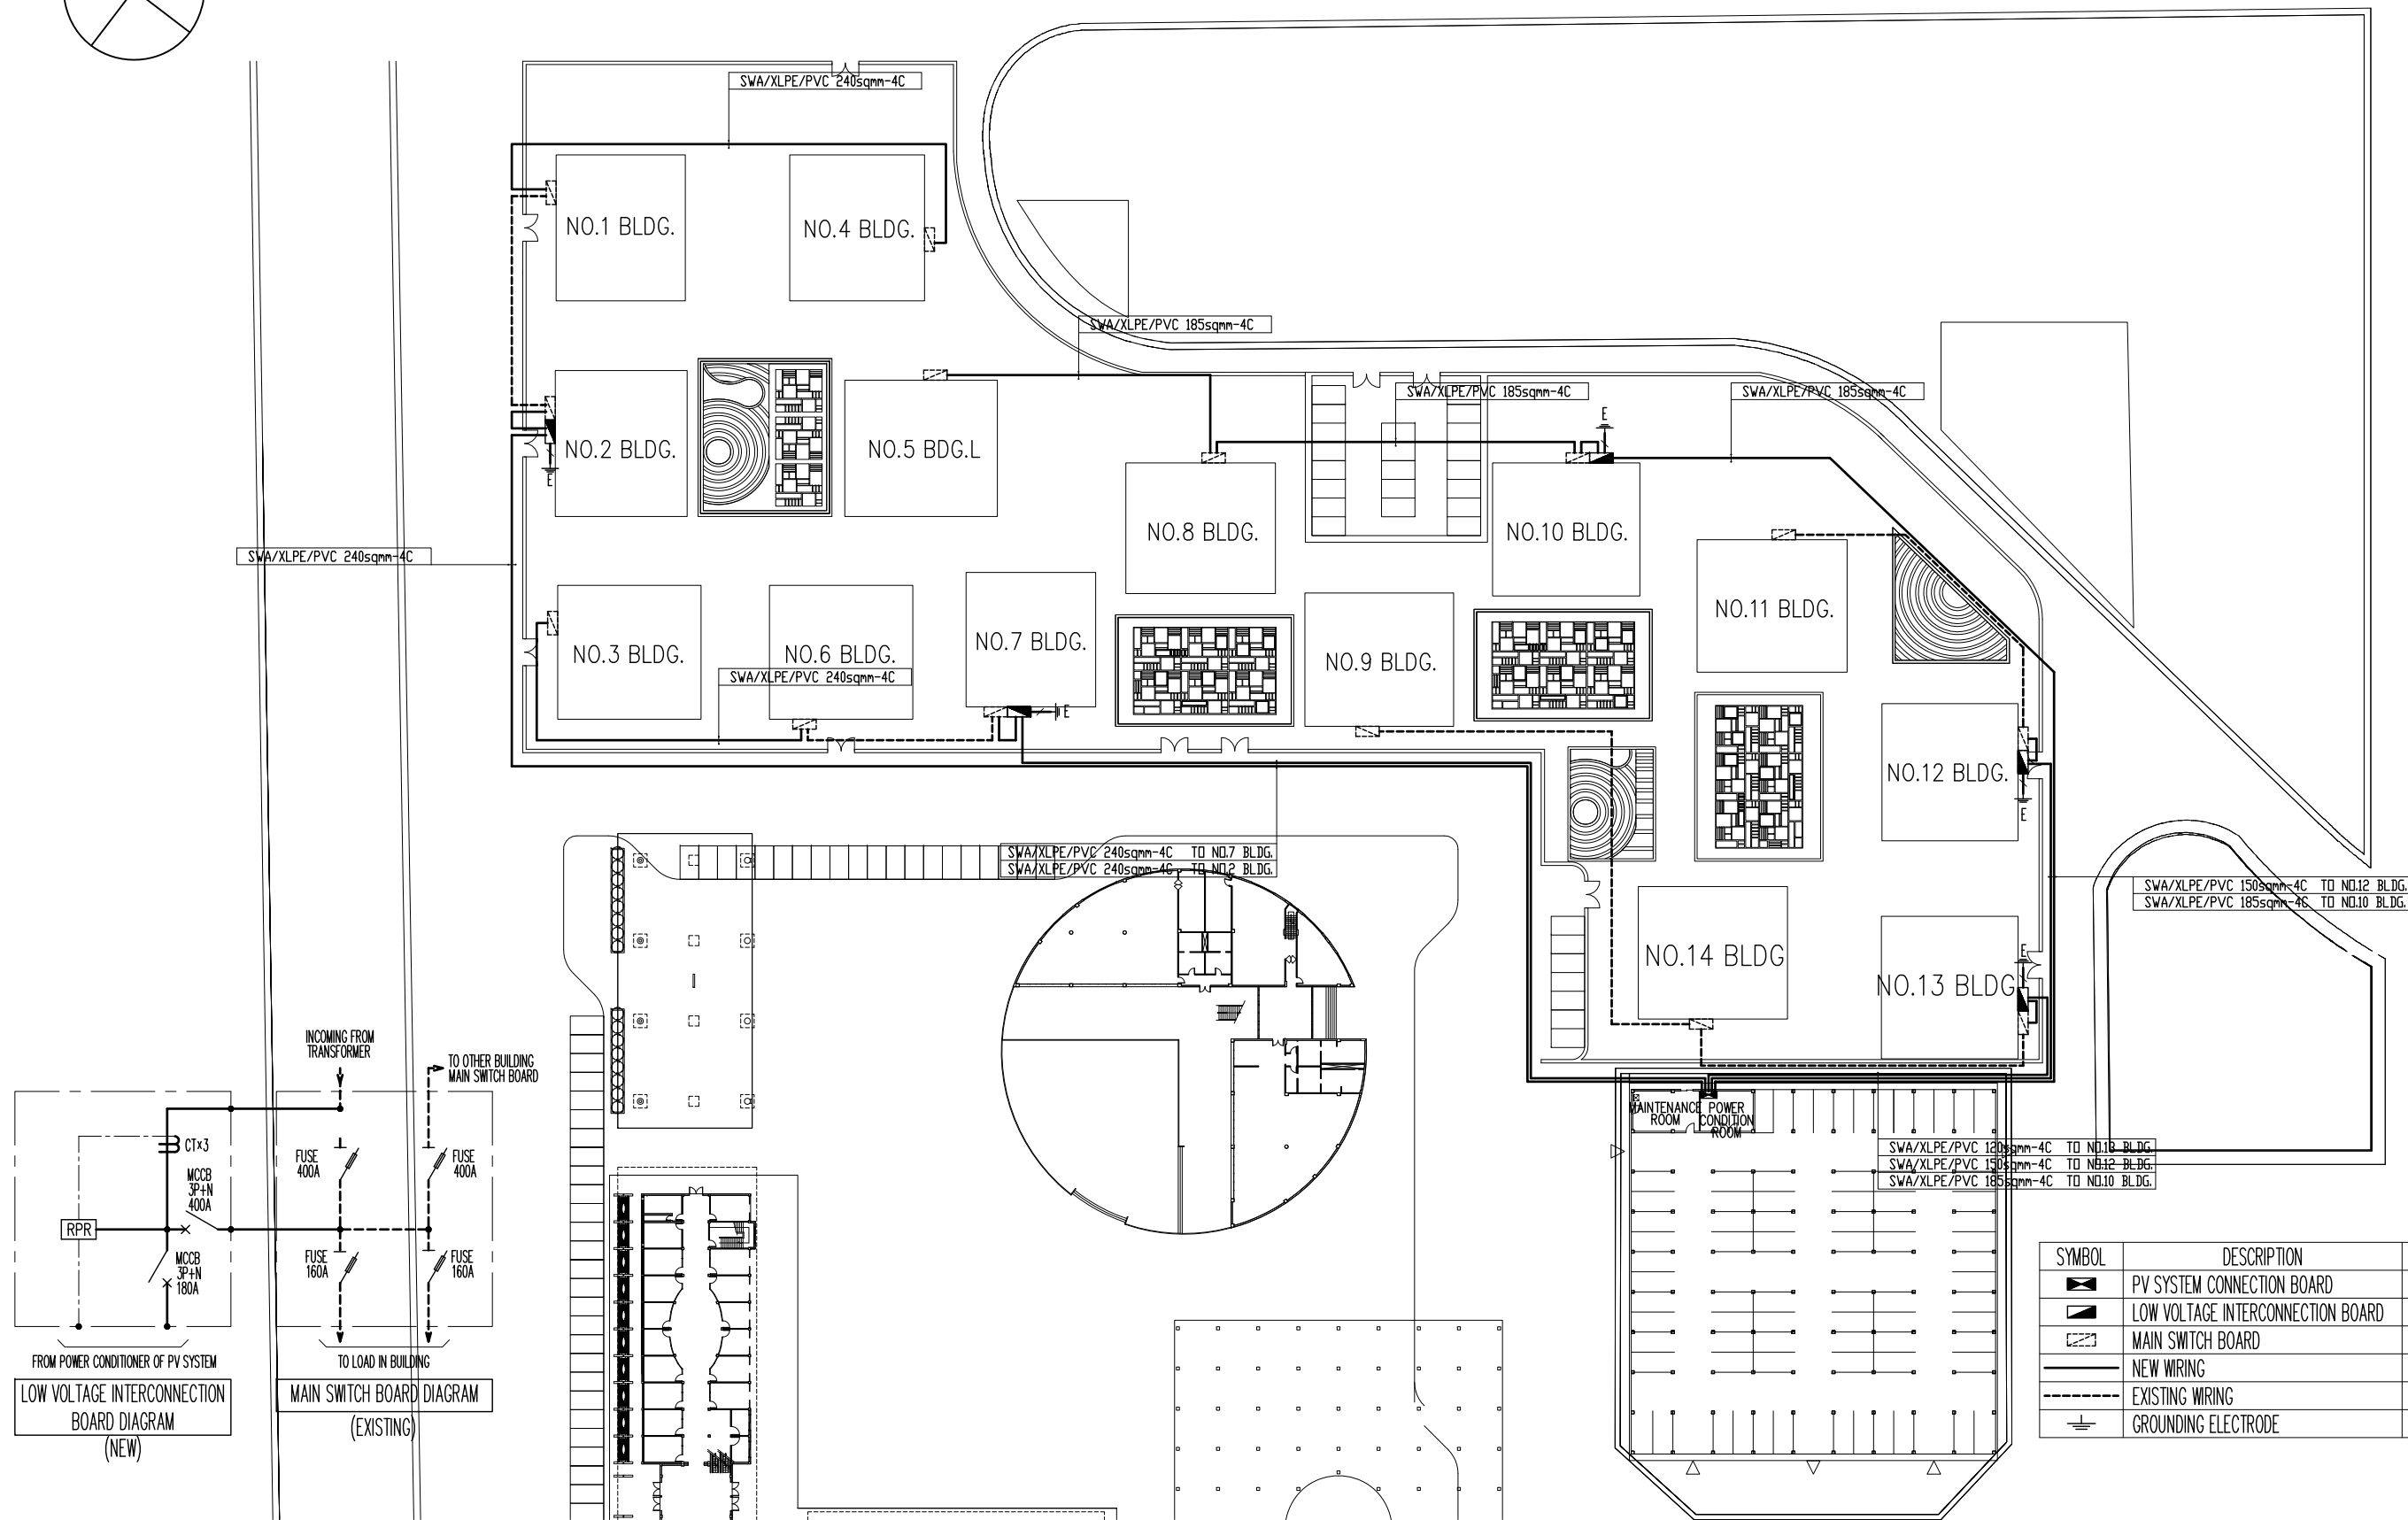 SWA/XLPE/PVC 240sqmm-4C
NO.1 BLDG.
NO.4 BLDG.
SWA/XLPE/PVC 185sqmm-4C
SWA/XLPE/PVC 185sqmm-4C
SWA/XLPE/PVC 185sqmm-4C
E
NO.2 BLDG.
E
NO.5 BDG.L
NO.8 BLDG.
NO.10 BLDG.
SWA/XLPE/PVC 240sqmm-4C
NO.11 BLDG.
NO.3 BLDG.
NO.6 BLDG.
NO.7 BLDG.
NO.9 BLDG.
SWA/XLPE/PVC 240sqmm-4C
E
NO.12 BLDG.
E
SWA/XLPE/PVC 240sqmm-4C TO NO.7 BLDG.
SWA/XLPE/PVC 240sqmm-4C TO NO.2 BLDG.
SWA/XLPE/PVC 150sqmm-4C TO NO.12 BLDG.
SWA/XLPE/PVC 185sqmm-4C TO NO.10 BLDG.
NO.14 BLDG
E
NO.13 BLDG
INCOMING FROM
TRANSFORMER
TO OTHER BUILDING
MAIN SWITCH BOARD
MAINTENANCE
ROOM
POWER
CONDITION
ROOM
SWA/XLPE/PVC 120sqmm-4C TO NO.13 BLDG.
SWA/XLPE/PVC 150sqmm-4C TO NO.12 BLDG.
SWA/XLPE/PVC 185sqmm-4C TO NO.10 BLDG.
CTx3
MCCB
3P+N
400A
FUSE
400A
FUSE
400A
RPR
MCCB
3P+N
180A
FUSE
160A
FUSE
160A
FROM POWER CONDITIONER OF PV SYSTEM
TO LOAD IN BUILDING
LOW VOLTAGE INTERCONNECTION
BOARD DIAGRAM
(NEW)
MAIN SWITCH BOARD DIAGRAM
(EXISTING)
SYMBOL DESCRIPTION
PV SYSTEM CONNECTION BOARD
LOW VOLTAGE INTERCONNECTION BOARD
MAIN SWITCH BOARD
NEW WIRING
EXISTING WIRING
GROUNDING ELECTRODE